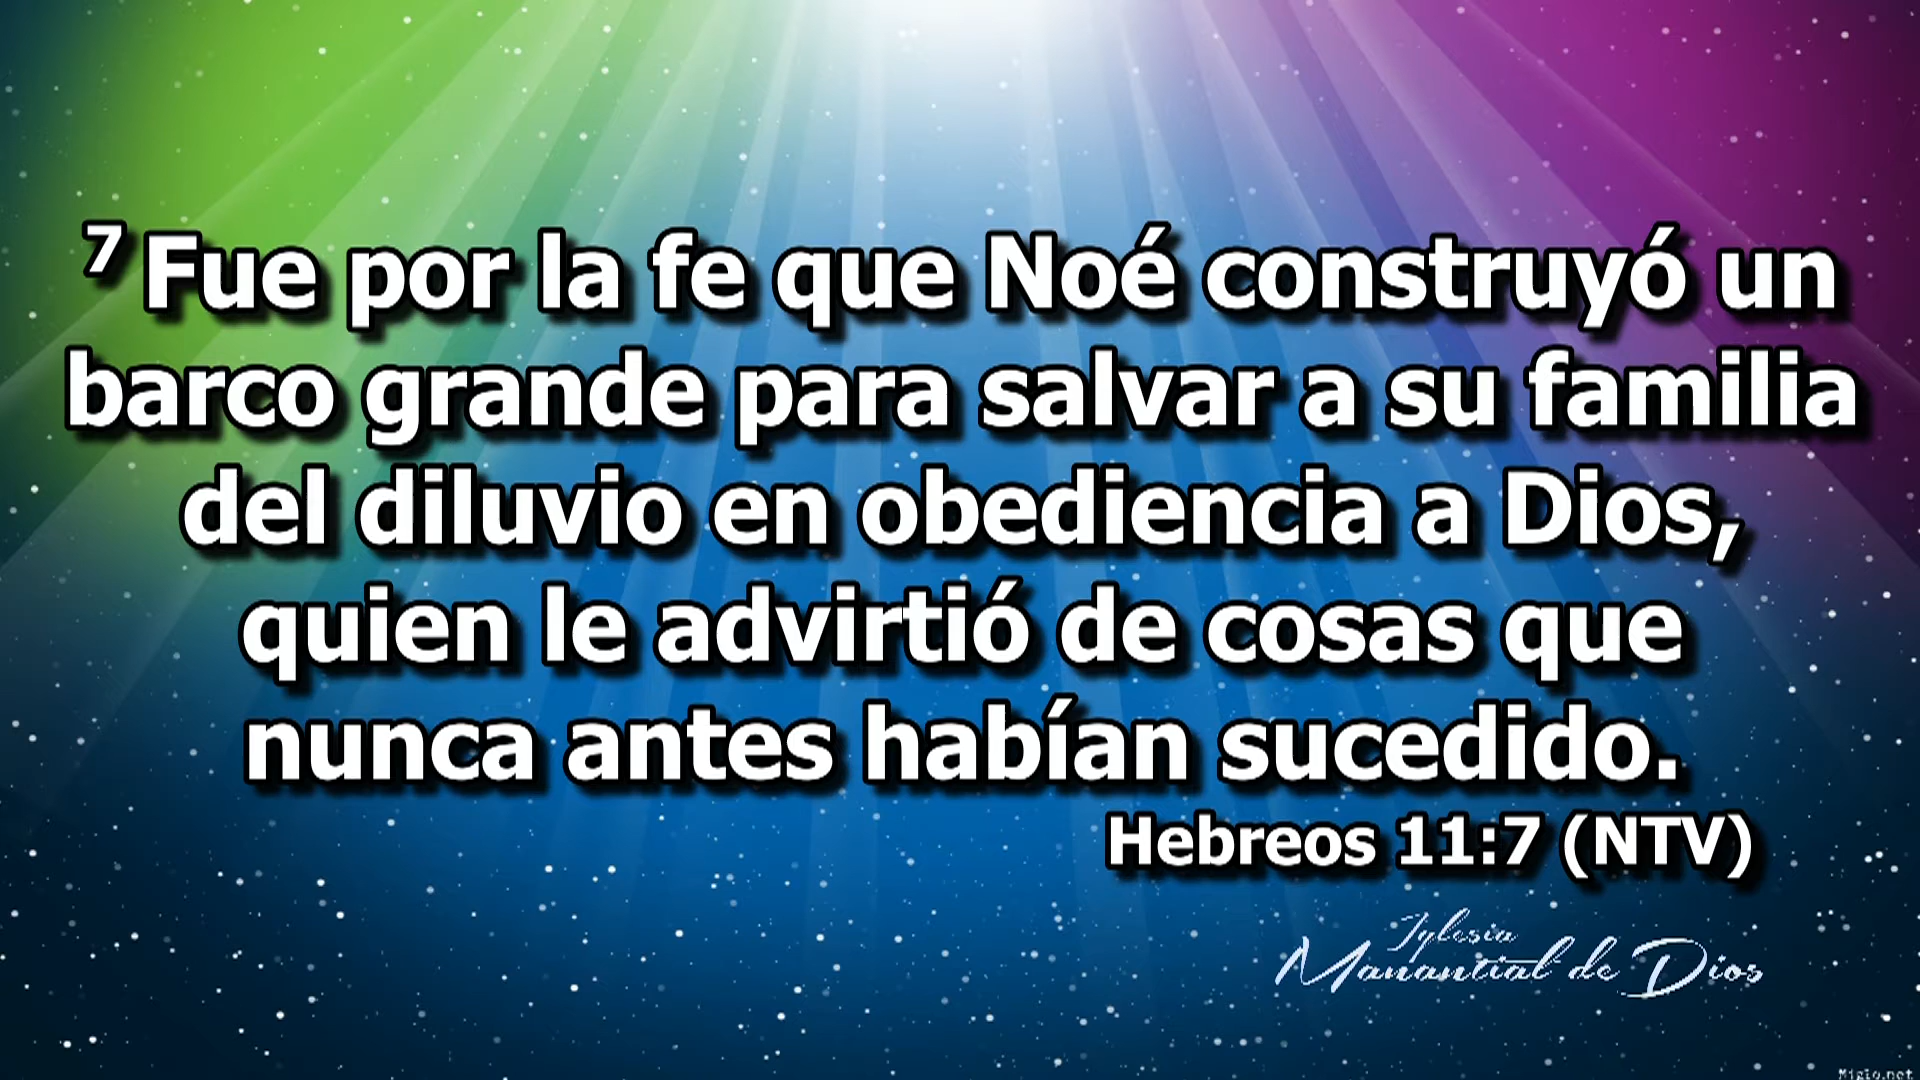 7 Fue por la fe que Noé construyó un
barco grande para salvar a su familia
del diluvio en obediencia a Dios,
quien le advirtió de cosas que
nunca antes habían sucedido.
Hebreos 11:7 (NTV)
Iglesia
Manantial de Dios